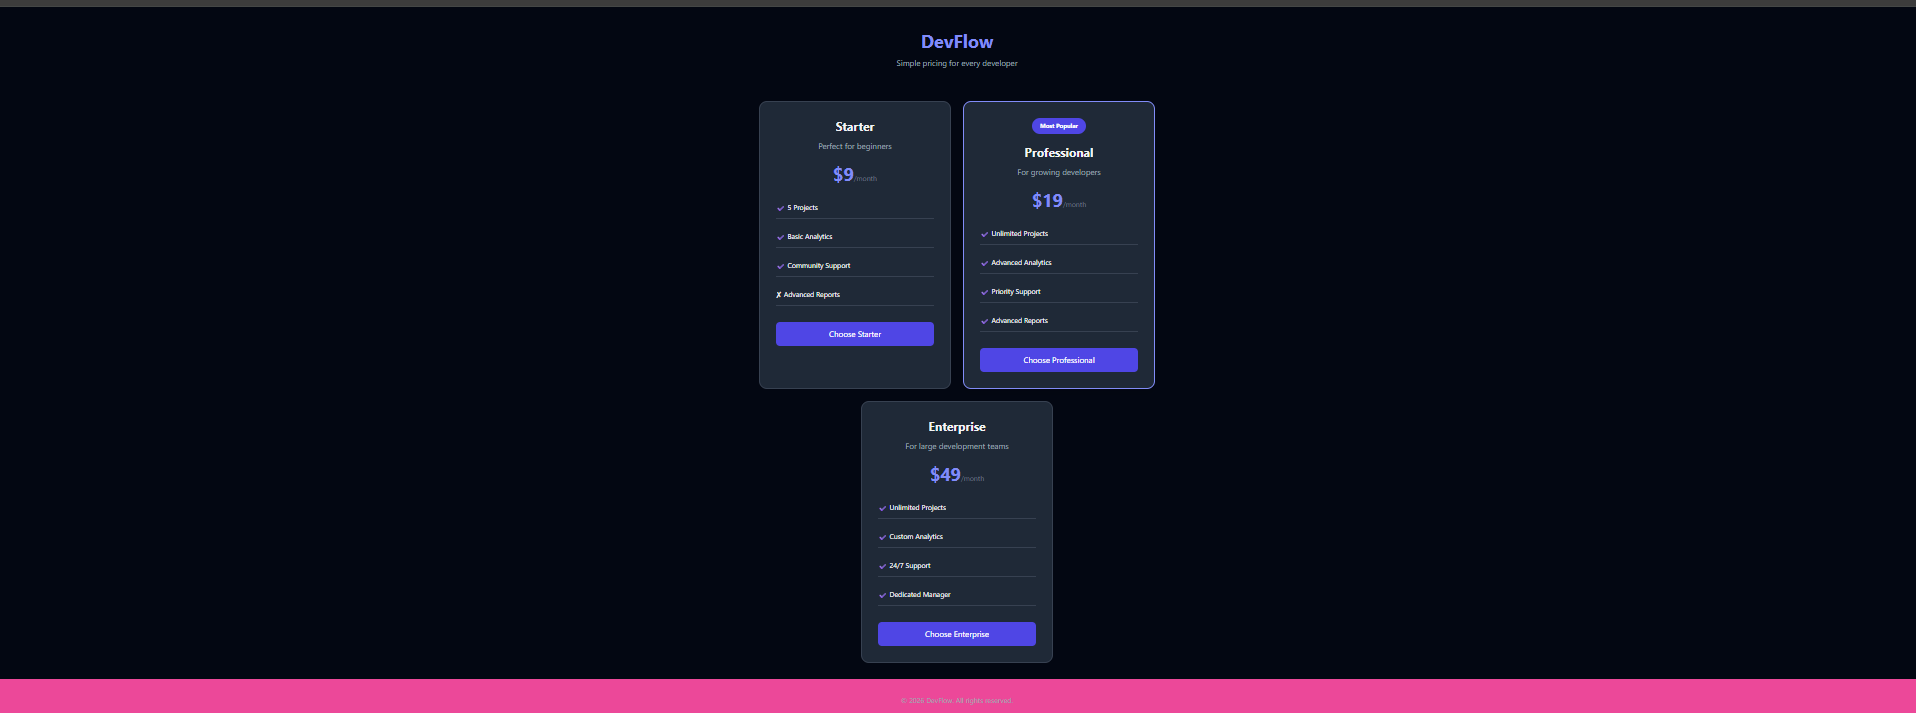 DevFlow
Simple pricing for every developer
Starter
Perfect for beginners
$9/month
✓ 5 Projects
✓ Basic Analytics
✓ Community Support
✗ Advanced Reports
Choose Starter
Most Popular
Professional
For growing developers
$19/month
✓ Unlimited Projects
✓ Advanced Analytics
✓ Priority Support
✓ Advanced Reports
Choose Professional
Enterprise
For large development teams
$49/month
✓ Unlimited Projects
✓ Custom Analytics
✓ 24/7 Support
✓ Dedicated Manager
Choose Enterprise
© 2026 DevFlow. All rights reserved.